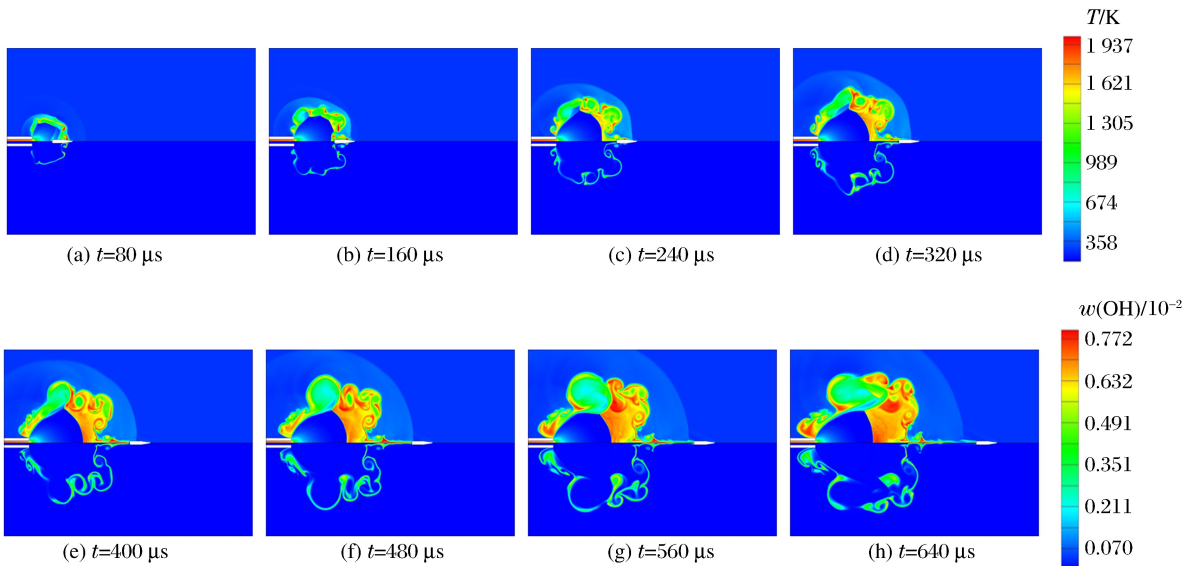 T/K
1 937
1 621
1 305
989
674
358
(a) t=80 μs
(b) t=160 μs
(c) t=240 μs
(d) t=320 μs
w(OH)/10⁻²
0.772
0.632
0.491
0.351
0.211
0.070
(e) t=400 μs
(f) t=480 μs
(g) t=560 μs
(h) t=640 μs